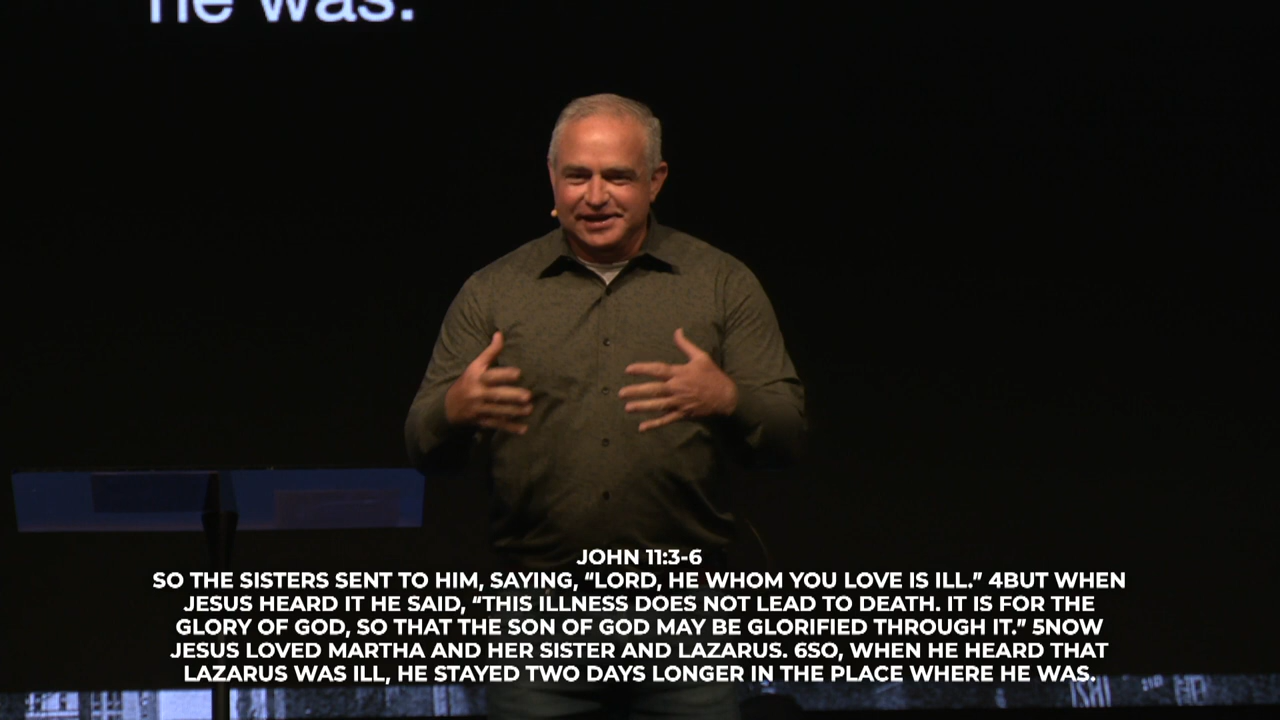 he was.
JOHN 11:3-6
SO THE SISTERS SENT TO HIM, SAYING, “LORD, HE WHOM YOU LOVE IS ILL.” 4BUT WHEN
JESUS HEARD IT HE SAID, “THIS ILLNESS DOES NOT LEAD TO DEATH. IT IS FOR THE
GLORY OF GOD, SO THAT THE SON OF GOD MAY BE GLORIFIED THROUGH IT.” 5NOW
JESUS LOVED MARTHA AND HER SISTER AND LAZARUS. 6SO, WHEN HE HEARD THAT
LAZARUS WAS ILL, HE STAYED TWO DAYS LONGER IN THE PLACE WHERE HE WAS.